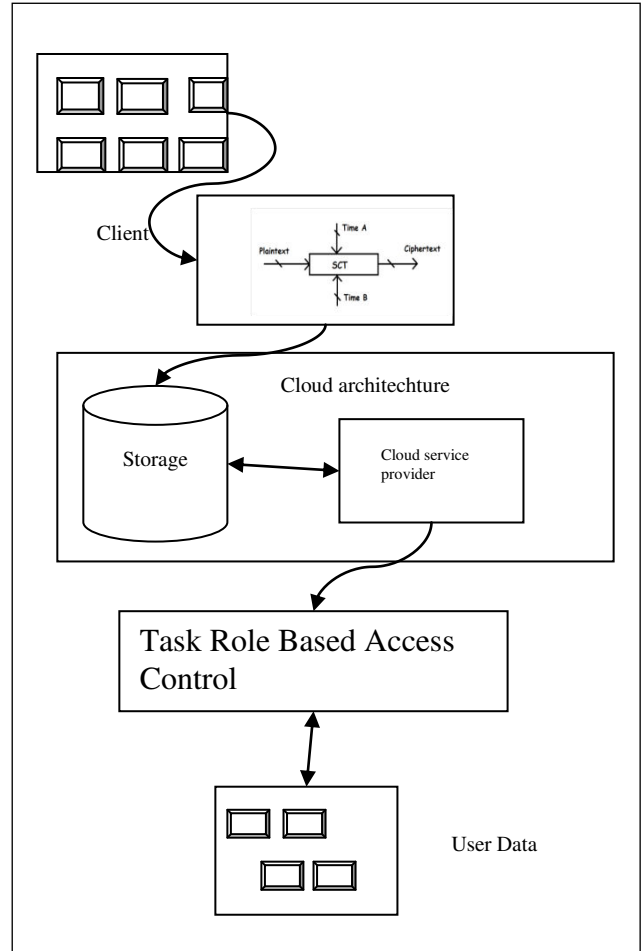 Client
Time A
Plaintext
Ciphertext
SCT
Time B
Cloud architechture
Storage
Cloud service
provider
Task Role Based Access
Control
User Data